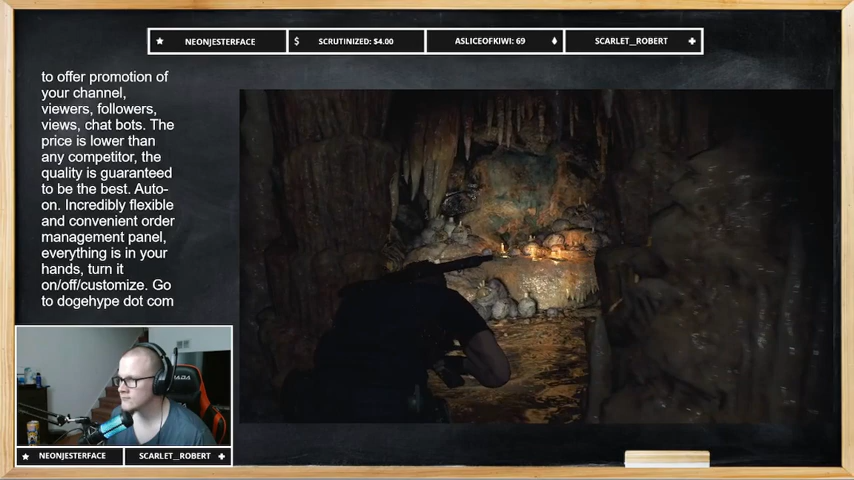 NEONJESTERFACE
$ SCRUTINIZED: $4.00
ASLICEOFKIWI: 69
SCARLET_ROBERT
to offer promotion of
your channel,
viewers, followers,
views, chat bots. The
price is lower than
any competitor, the
quality is guaranteed
to be the best. Auto-
on. Incredibly flexible
and convenient order
management panel,
everything is in your
hands, turn it
on/off/customize. Go
to dogehype dot com
NEONJESTERFACE
SCARLET_ROBERT